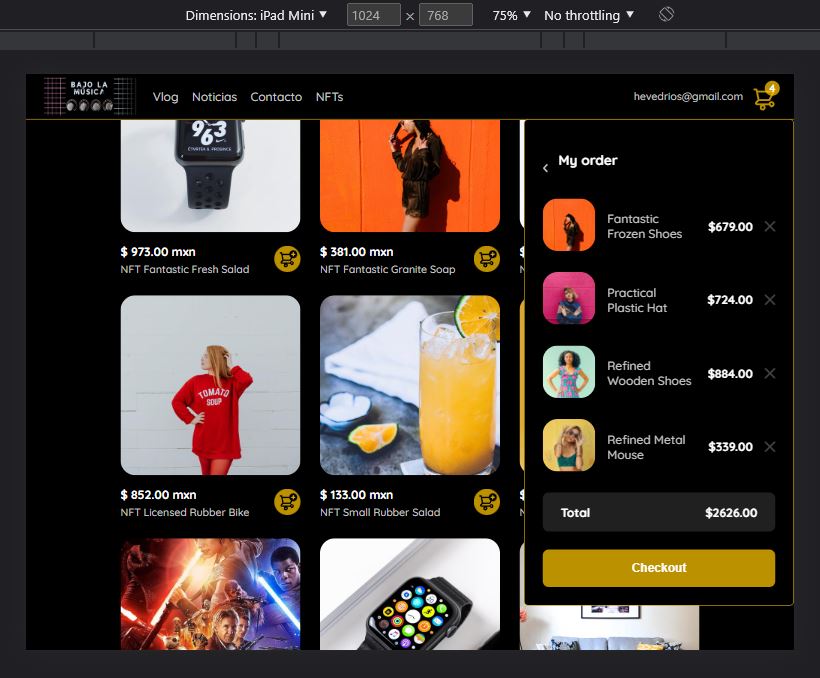 Dimensions: iPad Mini ▼ 1024 × 768 75% ▼ No throttling ▼
BAJO LA
MÚSICA
Vlog Noticias Contacto NFTs
hevedrios@gmail.com
4
963
$ 973.00 mxn
NFT Fantastic Fresh Salad
$ 381.00 mxn
NFT Fantastic Granite Soap
TOMATO
SOUP
$ 852.00 mxn
NFT Licensed Rubber Bike
$ 133.00 mxn
NFT Small Rubber Salad
My order
Fantastic
Frozen Shoes
$679.00
Practical
Plastic Hat
$724.00
Refined
Wooden Shoes
$884.00
Refined Metal
Mouse
$339.00
Total $2626.00
Checkout